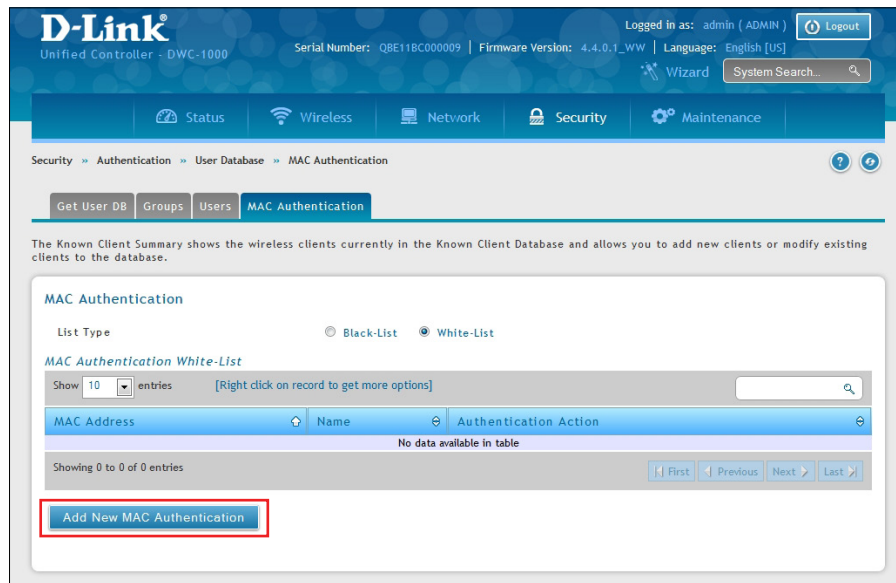 D-Link
Unified Controller - DWC-1000
Logged in as: admin ( ADMIN ) Logout
Serial Number: QBE11BC000009 | Firmware Version: 4.4.0.1_WW | Language: English [US]
Wizard System Search...
Status Wireless Network Security Maintenance
Security » Authentication » User Database » MAC Authentication ?
Get User DB Groups Users MAC Authentication
The Known Client Summary shows the wireless clients currently in the Known Client Database and allows you to add new clients or modify existing
clients to the database.
MAC Authentication
List Type Black-List White-List
MAC Authentication White-List
Show 10 entries [Right click on record to get more options]
MAC Address Name Authentication Action
No data available in table
Showing 0 to 0 of 0 entries First Previous Next Last
Add New MAC Authentication